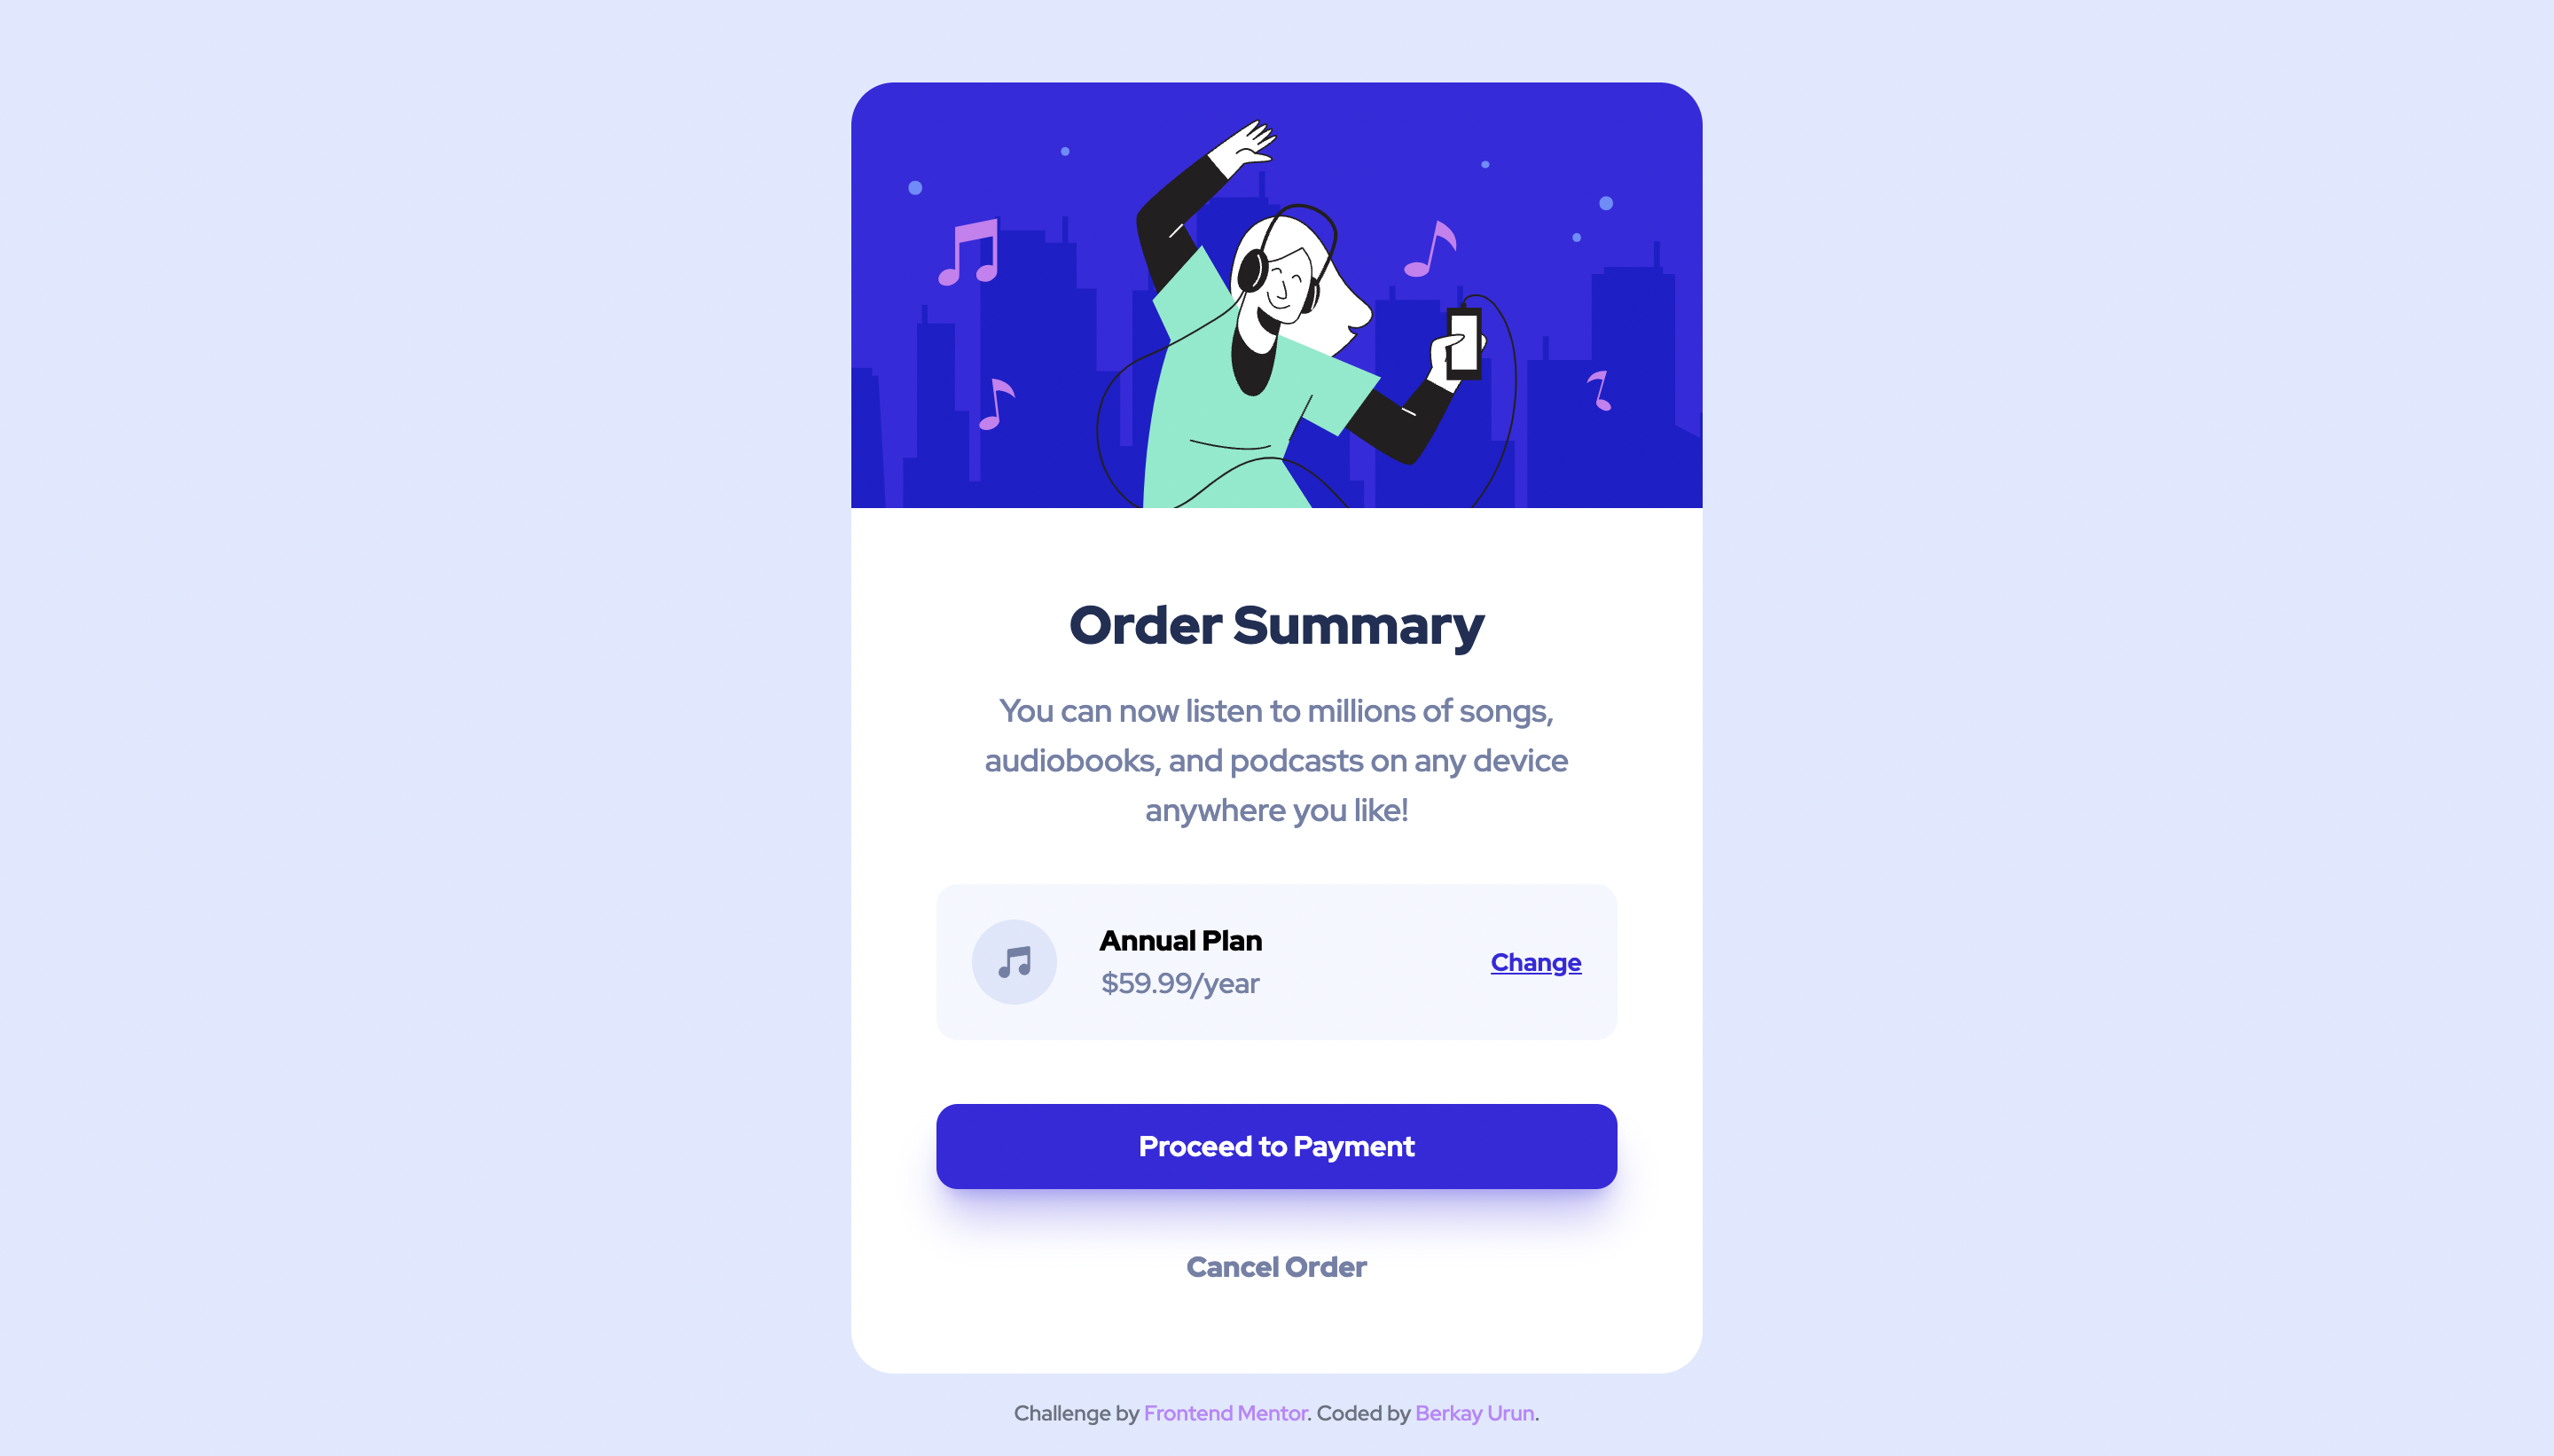 Order Summary
You can now listen to millions of songs,
audiobooks, and podcasts on any device
anywhere you like!
Annual Plan
$59.99/year
Change
Proceed to Payment
Cancel Order
Challenge by Frontend Mentor. Coded by Berkay Urun.